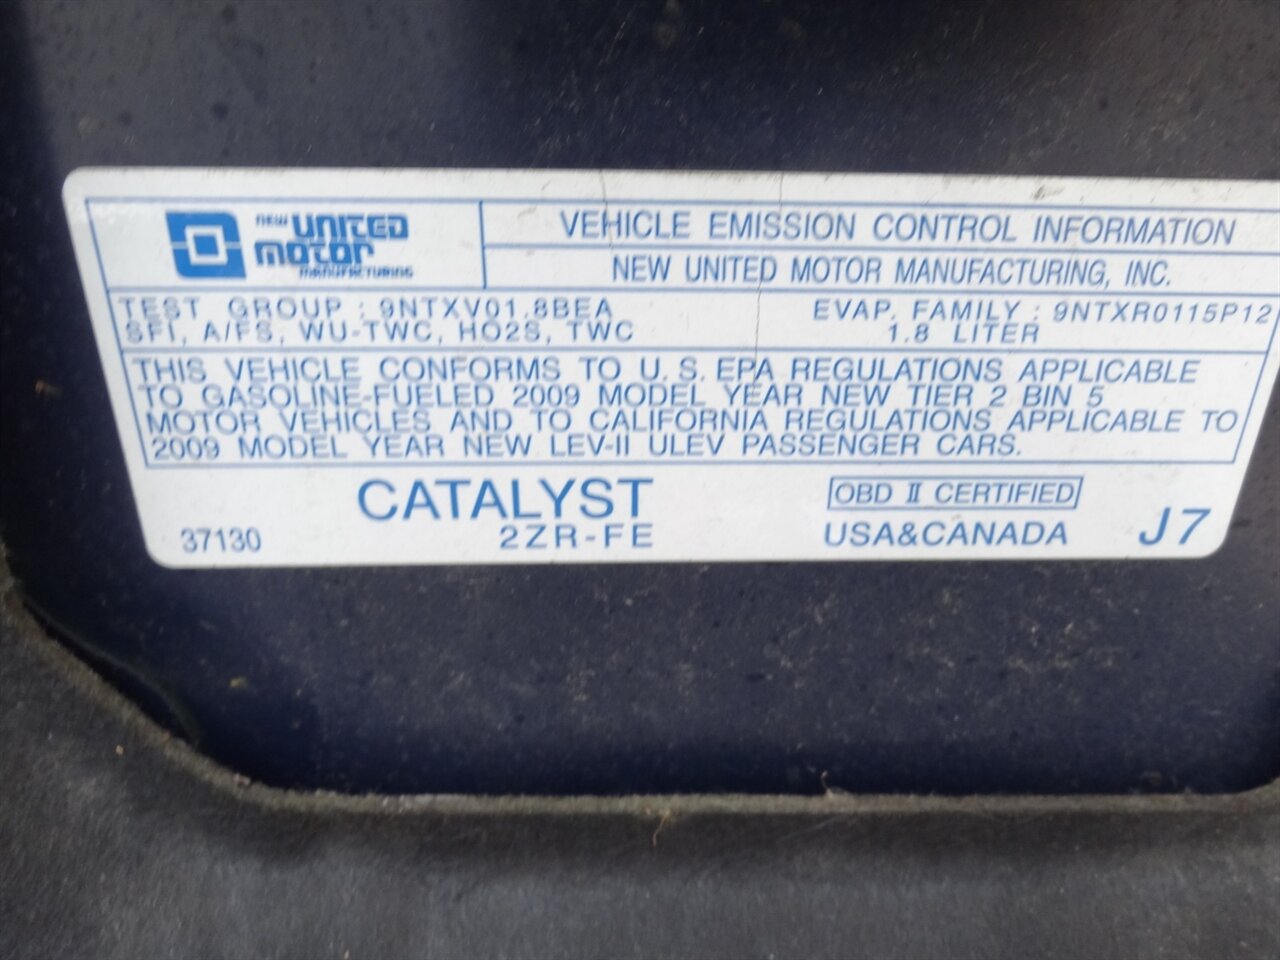 NEW UNITED
MOTOR
MANUFACTURING
VEHICLE EMISSION CONTROL INFORMATION
NEW UNITED MOTOR MANUFACTURING, INC.
TEST GROUP : 9NTXV01.8BEA EVAP. FAMILY : 9NTXR0115P12
SFI, A/FS, WU-TWC, HO2S, TWC 1.8 LITER
THIS VEHICLE CONFORMS TO U.S. EPA REGULATIONS APPLICABLE
TO GASOLINE-FUELED 2009 MODEL YEAR NEW TIER 2 BIN 5
MOTOR VEHICLES AND TO CALIFORNIA REGULATIONS APPLICABLE TO
2009 MODEL YEAR NEW LEV-II ULEV PASSENGER CARS.
CATALYST OBD II CERTIFIED
37130 2ZR-FE USA&CANADA J7